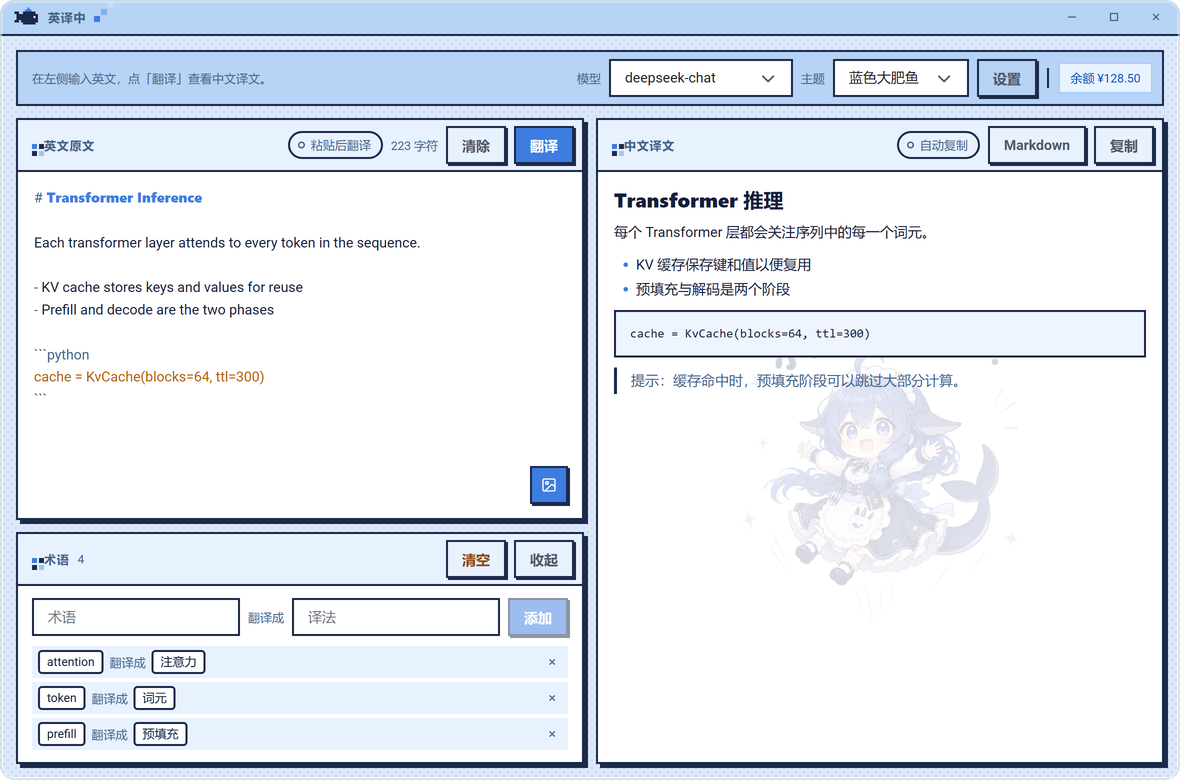 英译中
在左侧输入英文，点「翻译」查看中文译文。
模型
deepseek-chat
主题
蓝色大肥鱼
设置
余额 ¥128.50
英文原文
粘贴后翻译
223 字符
清除
翻译
# Transformer Inference
Each transformer layer attends to every token in the sequence.
- KV cache stores keys and values for reuse
- Prefill and decode are the two phases
```python
cache = KvCache(blocks=64, ttl=300)
```
术语 4
清空
收起
术语
翻译成
译法
添加
attention 翻译成 注意力 ×
token 翻译成 词元 ×
prefill 翻译成 预填充 ×
中文译文
自动复制
Markdown
复制
Transformer 推理
每个 Transformer 层都会关注序列中的每一个词元。
• KV 缓存保存键和值以便复用
• 预填充与解码是两个阶段
cache = KvCache(blocks=64, ttl=300)
提示：缓存命中时，预填充阶段可以跳过大部分计算。